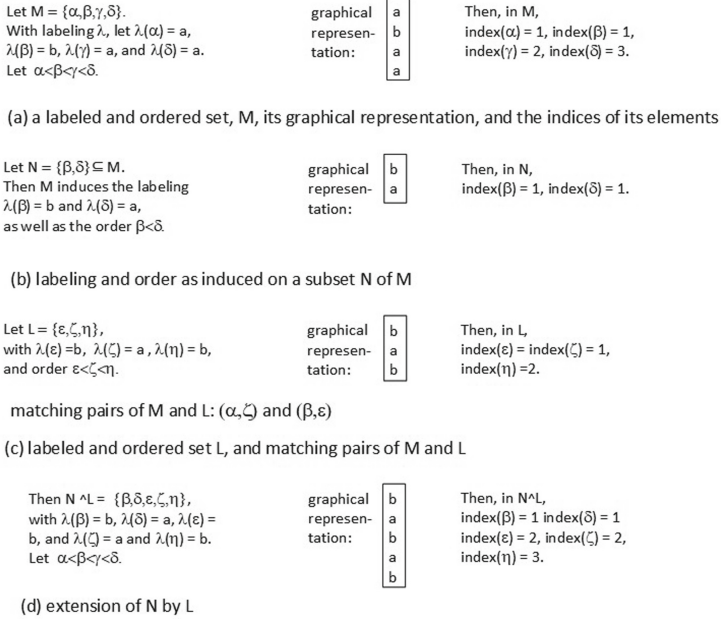 Let M = {α,β,γ,δ}.
With labeling λ, let λ(α) = a,
λ(β) = b, λ(γ) = a, and λ(δ) = a.
Let α<β<γ<δ.
graphical
represen-
tation:
a
b
a
a
Then, in M,
index(α) = 1, index(β) = 1,
index(γ) = 2, index(δ) = 3.
(a) a labeled and ordered set, M, its graphical representation, and the indices of its elements
Let N = {β,δ}⊆ M.
Then M induces the labeling
λ(β) = b and λ(δ) = a,
as well as the order β<δ.
graphical
represen-
tation:
b
a
Then, in N,
index(β) = 1, index(δ) = 1.
(b) labeling and order as induced on a subset N of M
Let L = {ε,ζ,η},
with λ(ε) =b, λ(ζ) = a , λ(η) = b,
and order ε<ζ<η.
graphical
represen-
tation:
b
a
b
Then, in L,
index(ε) = index(ζ) = 1,
index(η) =2.
matching pairs of M and L: (α,ζ) and (β,ε)
(c) labeled and ordered set L, and matching pairs of M and L
Then N ^L = {β,δ,ε,ζ,η},
with λ(β) = b, λ(δ) = a, λ(ε) =
b, and λ(ζ) = a and λ(η) = b.
Let α<β<γ<δ.
graphical
represen-
tation:
b
a
b
a
b
Then, in N^L,
index(β) = 1 index(δ) = 1
index(ε) = 2, index(ζ) = 2,
index(η) = 3.
(d) extension of N by L